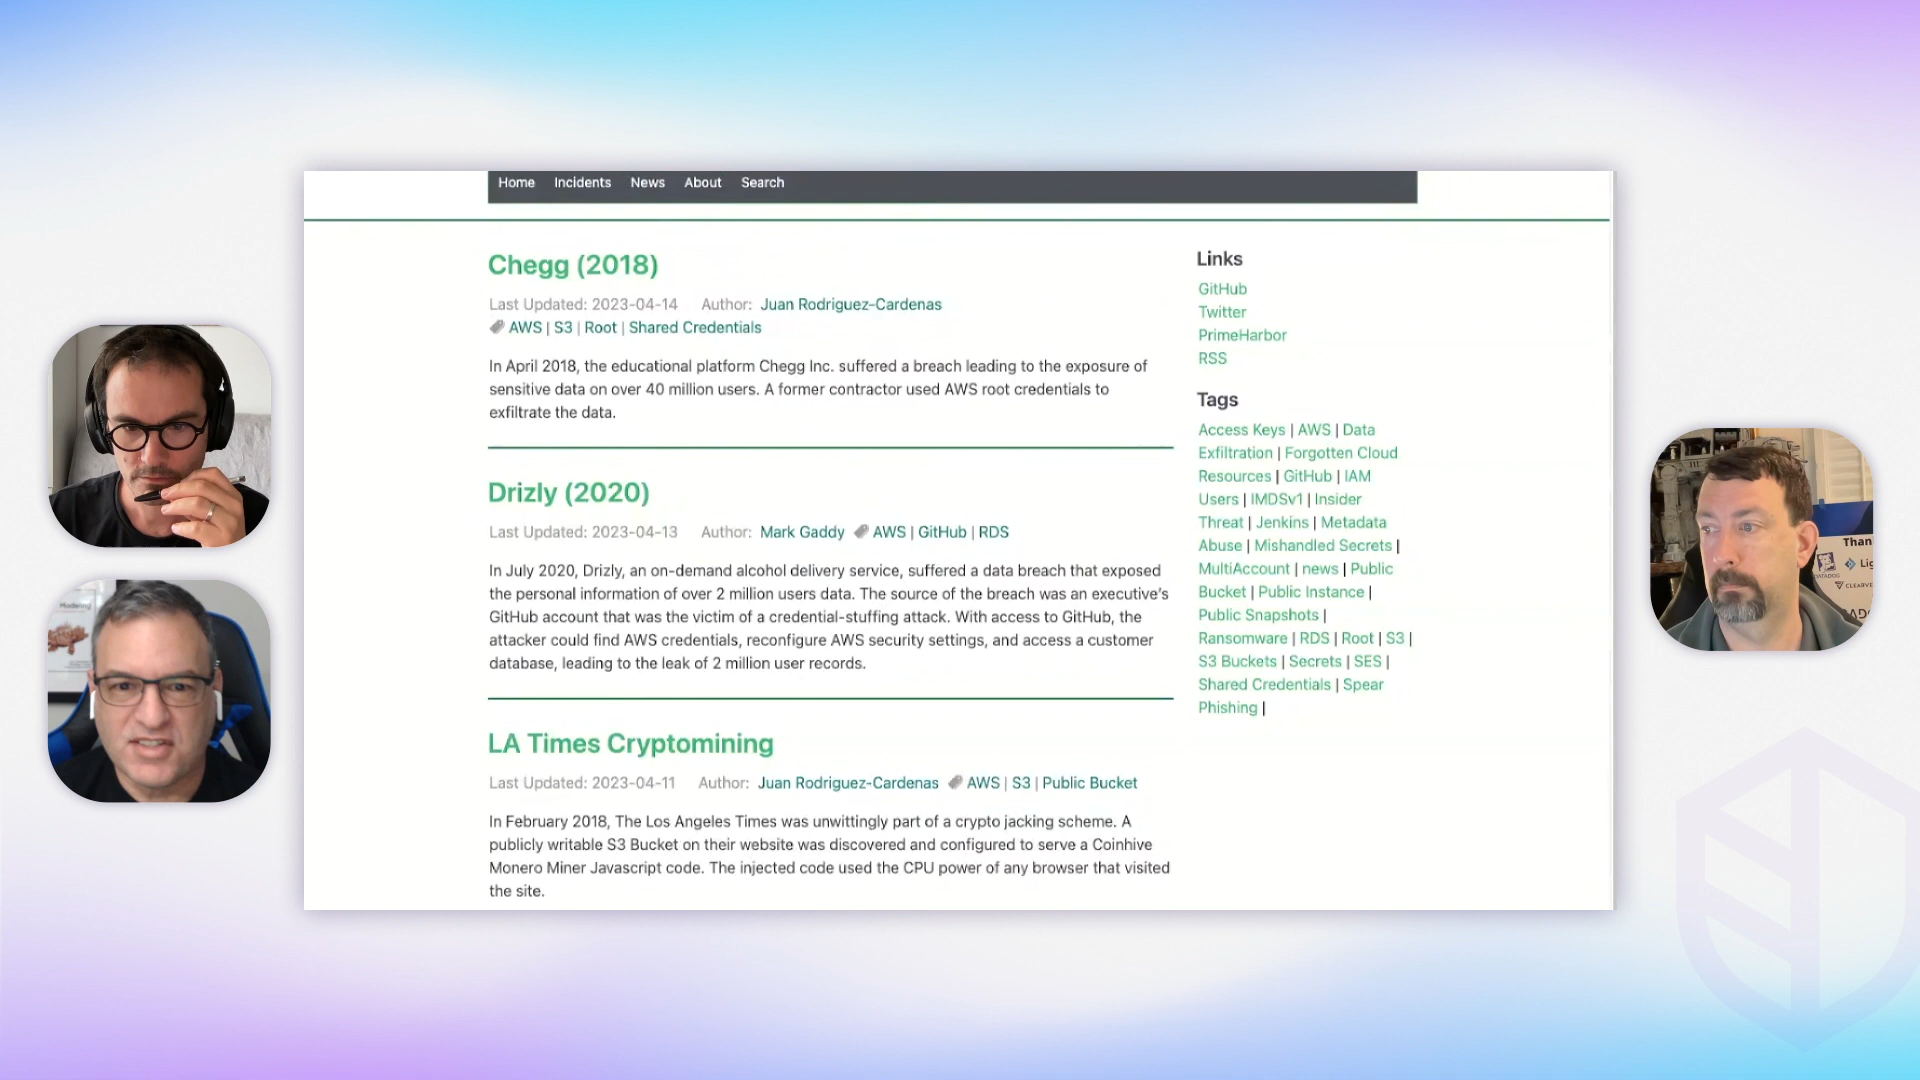 Home Incidents News About Search
Chegg (2018)
Last Updated: 2023-04-14 Author: Juan Rodriguez-Cardenas
AWS | S3 | Root | Shared Credentials
In April 2018, the educational platform Chegg Inc. suffered a breach leading to the exposure of
sensitive data on over 40 million users. A former contractor used AWS root credentials to
exfiltrate the data.
Drizly (2020)
Last Updated: 2023-04-13 Author: Mark Gaddy AWS | GitHub | RDS
In July 2020, Drizly, an on-demand alcohol delivery service, suffered a data breach that exposed
the personal information of over 2 million users data. The source of the breach was an executive's
GitHub account that was the victim of a credential-stuffing attack. With access to GitHub, the
attacker could find AWS credentials, reconfigure AWS security settings, and access a customer
database, leading to the leak of 2 million user records.
LA Times Cryptomining
Last Updated: 2023-04-11 Author: Juan Rodriguez-Cardenas AWS | S3 | Public Bucket
In February 2018, The Los Angeles Times was unwittingly part of a crypto jacking scheme. A
publicly writable S3 Bucket on their website was discovered and configured to serve a Coinhive
Monero Miner Javascript code. The injected code used the CPU power of any browser that visited
the site.
Links
GitHub
Twitter
PrimeHarbor
RSS
Tags
Access Keys | AWS | Data
Exfiltration | Forgotten Cloud
Resources | GitHub | IAM
Users | IMDSv1 | Insider
Threat | Jenkins | Metadata
Abuse | Mishandled Secrets |
MultiAccount | news | Public
Bucket | Public Instance |
Public Snapshots |
Ransomware | RDS | Root | S3 |
S3 Buckets | Secrets | SES |
Shared Credentials | Spear
Phishing |
Modeling
Than
DATADOG
Lig
CLEARVE